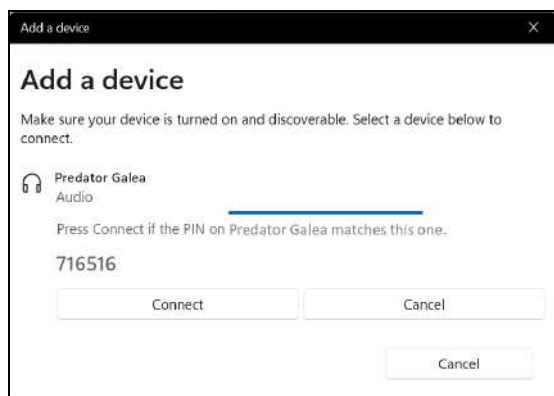 Add a device
Add a device
Make sure your device is turned on and discoverable. Select a device below to
connect.
Predator Galea
Audio
Press Connect if the PIN on Predator Galea matches this one.
716516
Connect
Cancel
Cancel